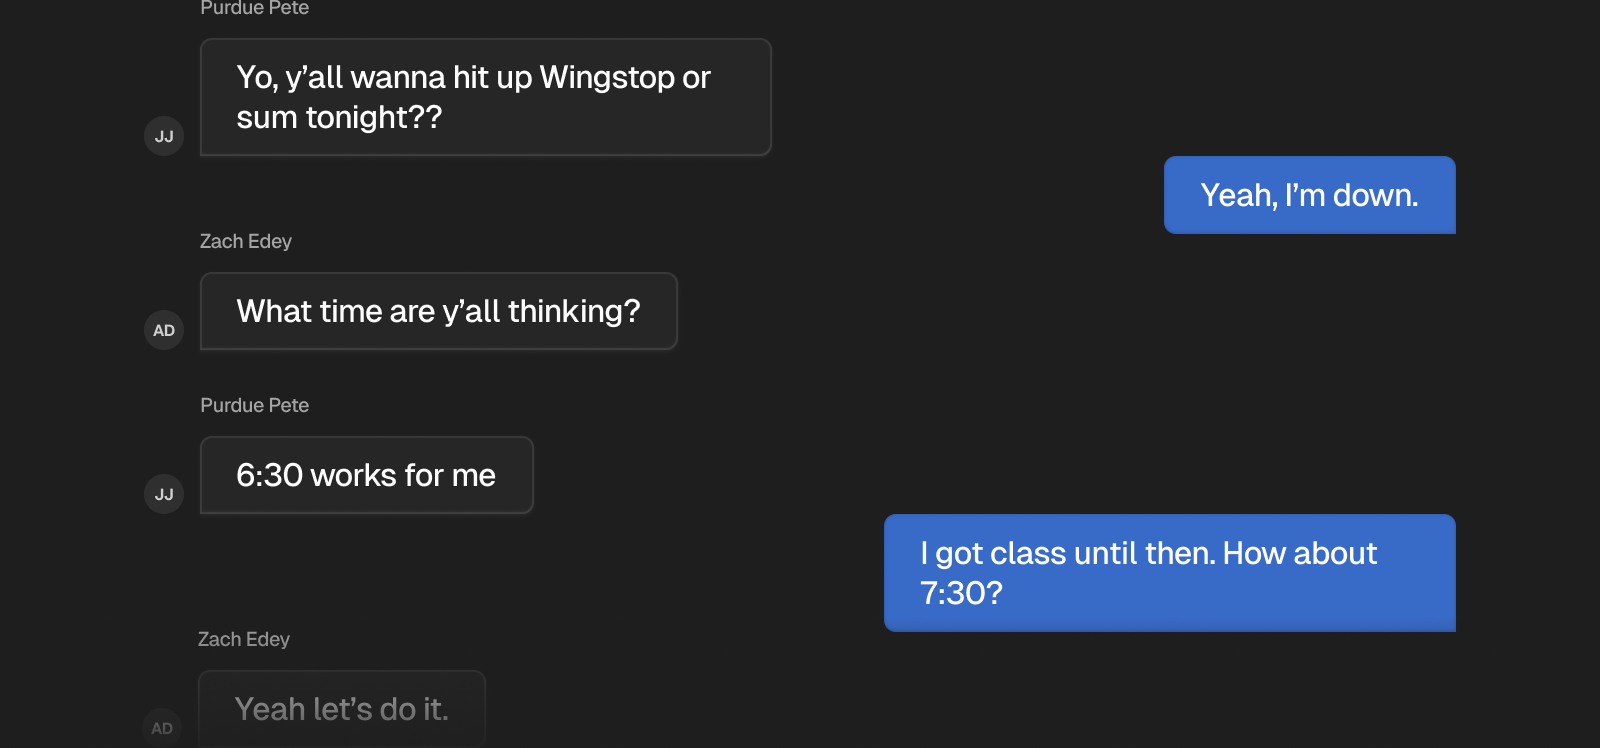 Purdue Pete
Yo, y’all wanna hit up Wingstop or
sum tonight??
JJ
Yeah, I’m down.
Zach Edey
What time are y’all thinking?
AD
Purdue Pete
6:30 works for me
JJ
I got class until then. How about
7:30?
Zach Edey
Yeah let’s do it.
AD